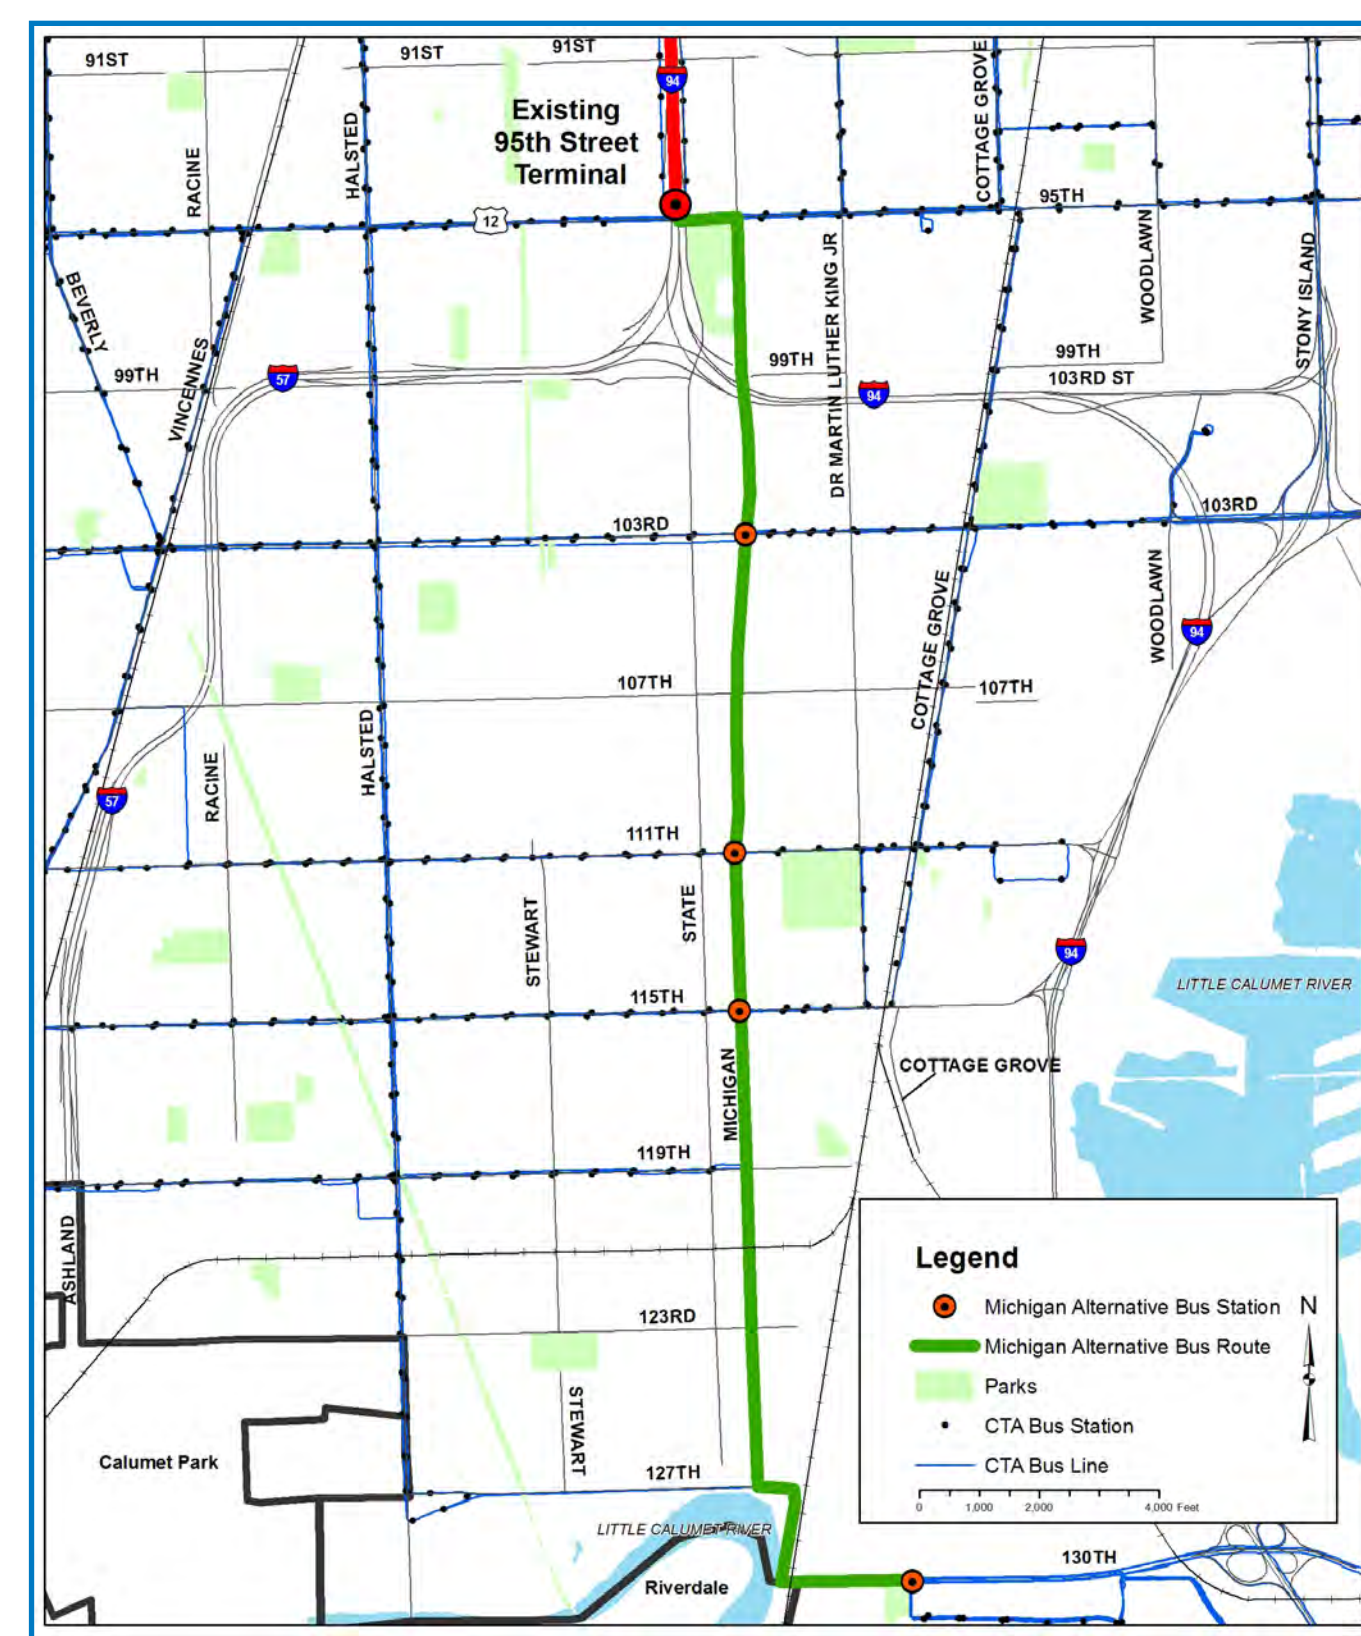 91ST
91ST
91ST
94
Existing
95th Street
Terminal
COTTAGE GROVE
RACINE
HALSTED
95TH
12
WOODLAWN
DR MARTIN LUTHER KING JR
STONY ISLAND
BEVERLY
VINCENNES
99TH
57
99TH
99TH
103RD ST
94
103RD
103RD
WOODLAWN
COTTAGE GROVE
94
107TH
107TH
HALSTED
RACINE
57
111TH
STATE
STEWART
94
115TH
LITTLE CALUMET RIVER
MICHIGAN
COTTAGE GROVE
119TH
ASHLAND
123RD
STEWART
Calumet Park
127TH
LITTLE CALUMET RIVER
130TH
Riverdale
Legend
Michigan Alternative Bus Station
N
Michigan Alternative Bus Route
Parks
CTA Bus Station
CTA Bus Line
0 1,000 2,000 4,000 Feet